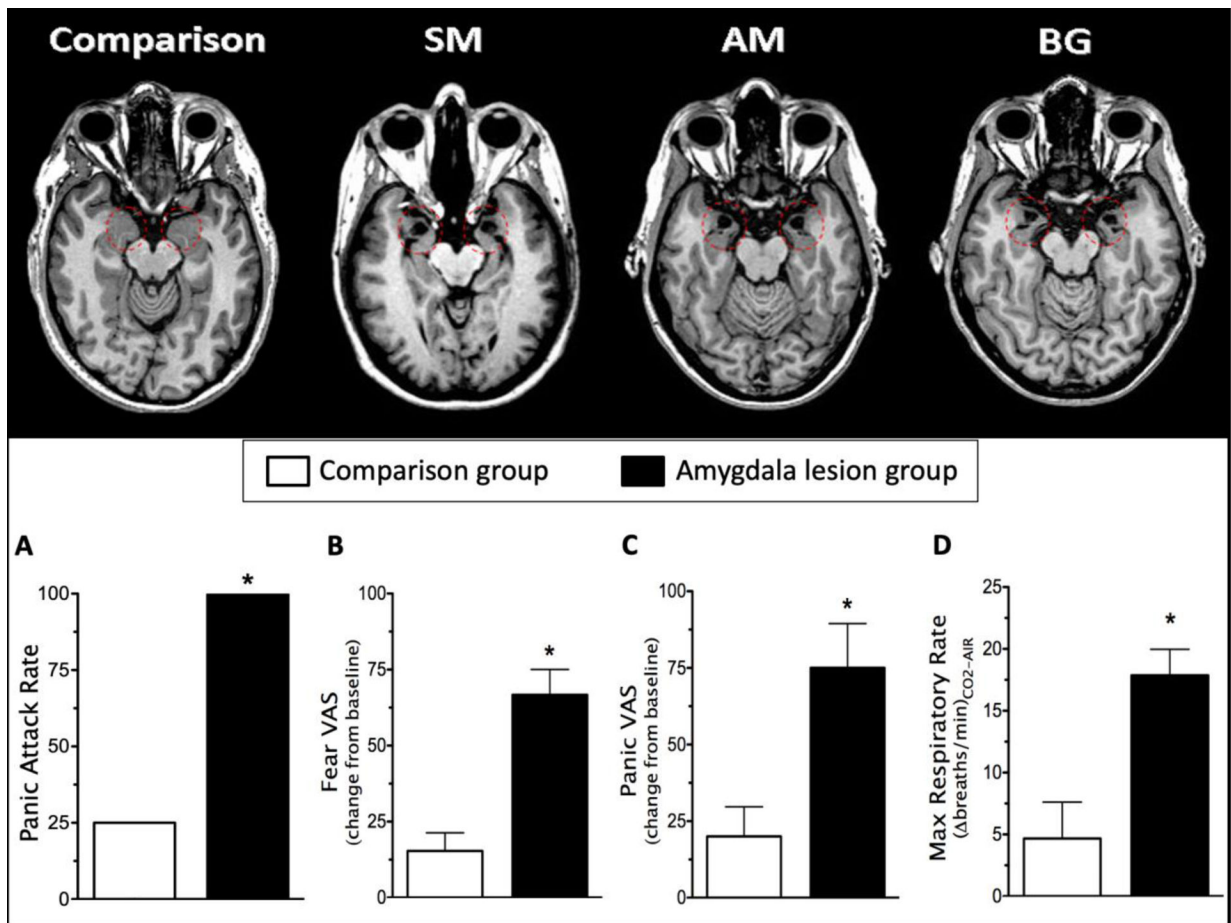 Comparison SM AM BG
Comparison group Amygdala lesion group
A
Panic Attack Rate
100
75
50
25
0
*
B
Fear VAS
(change from baseline)
100
75
50
25
0
*
C
Panic VAS
(change from baseline)
100
75
50
25
0
*
D
Max Respiratory Rate
(Δbreaths/min)CO2-AIR
25
20
15
10
5
0
*